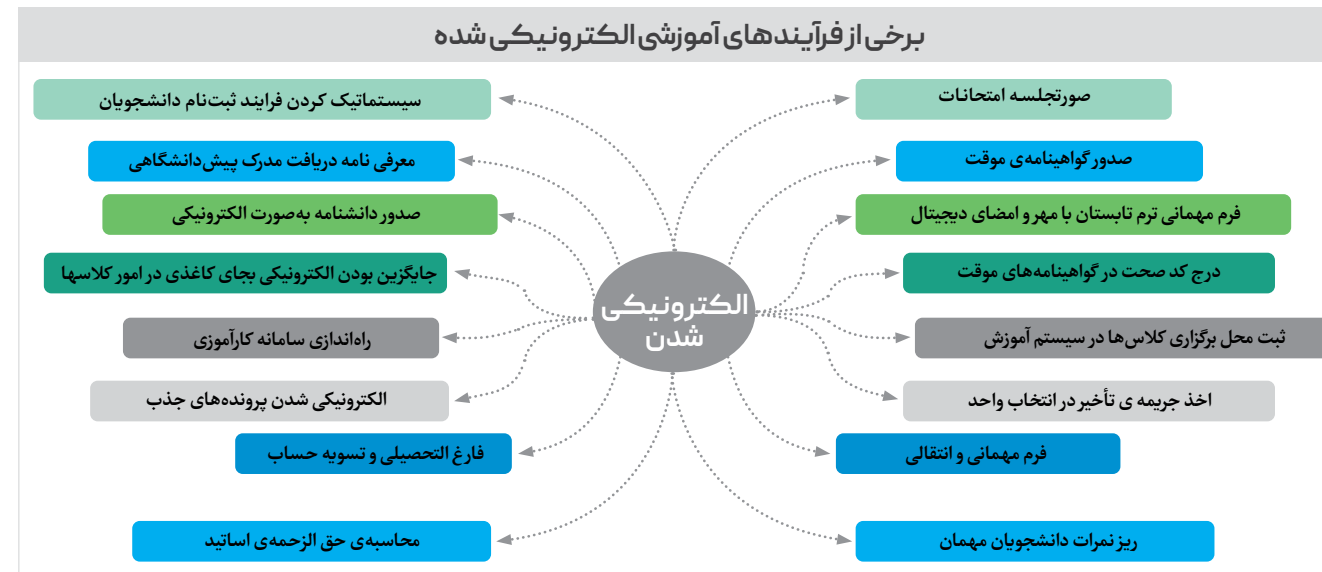 برخی از فرآیندهای آموزشی الکترونیکی شده
صورتجلسه امتحانات
صدور گواهینامه‌ی موقت
فرم مهمانی ترم تابستان با مهر و امضای دیجیتال
درج کد صحت در گواهینامه‌های موقت
ثبت محل برگزاری کلاس‌ها در سیستم آموزش
اخذ جریمه ی تأخیر در انتخاب واحد
فرم مهمانی و انتقالی
ریز نمرات دانشجویان مهمان
الکترونیکی
شدن
سیستماتیک کردن فرایند ثبت‌نام دانشجویان
معرفی نامه دریافت مدرک پیش‌دانشگاهی
صدور دانشنامه به‌صورت الکترونیکی
جایگزین بودن الکترونیکی بجای کاغذی در امور کلاسها
راه‌اندازی سامانه کارآموزی
الکترونیکی شدن پرونده‌های جذب
فارغ التحصیلی و تسویه حساب
محاسبه‌ی حق الزحمه‌ی اساتید